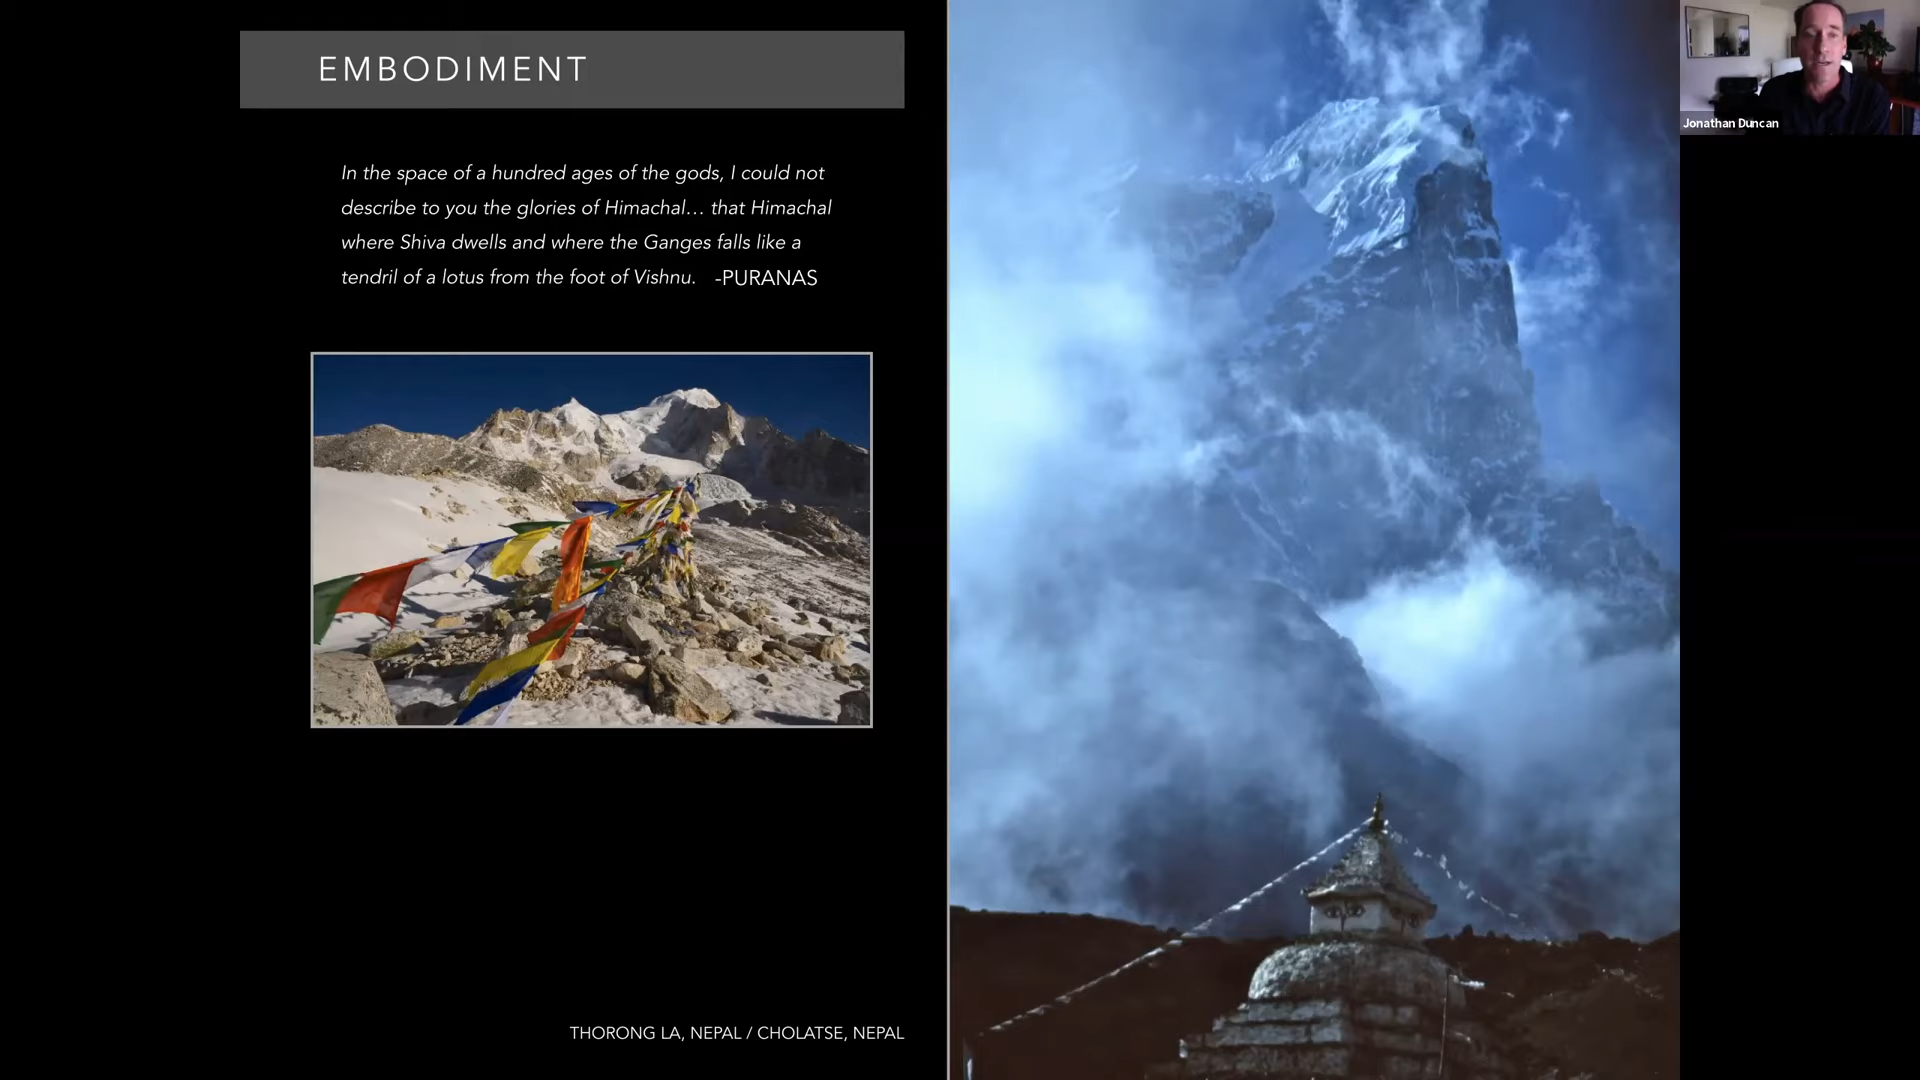 EMBODIMENT
In the space of a hundred ages of the gods, I could not
describe to you the glories of Himachal... that Himachal
where Shiva dwells and where the Ganges falls like a
tendril of a lotus from the foot of Vishnu. -PURANAS
THORONG LA, NEPAL / CHOLATSE, NEPAL
Jonathan Duncan